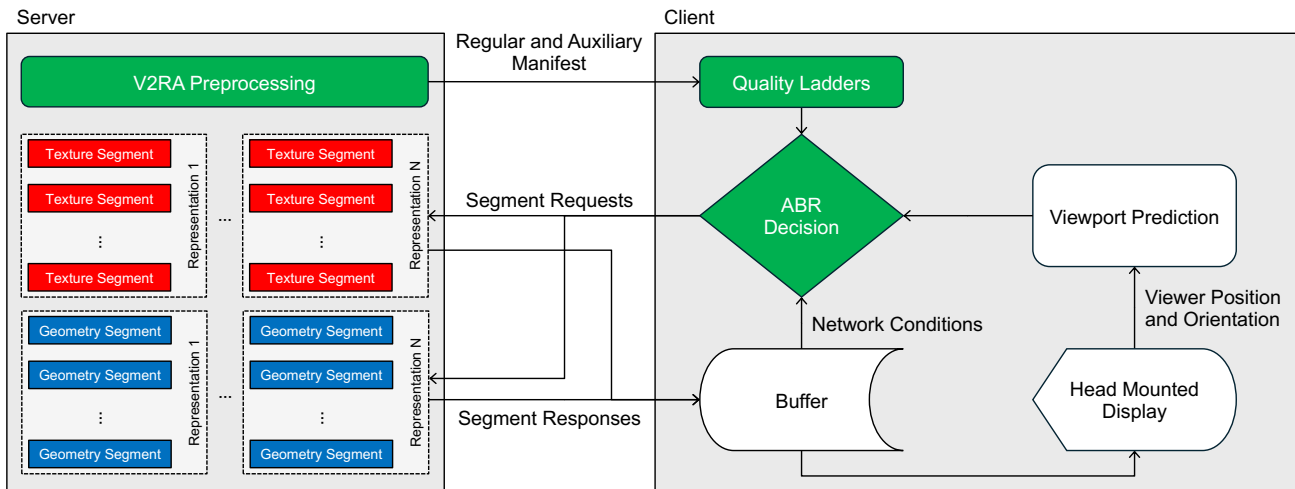 Server
V2RA Preprocessing
Texture Segment
Texture Segment
...
Texture Segment
Representation 1
...
Texture Segment
Texture Segment
...
Texture Segment
Representation N
Geometry Segment
Geometry Segment
...
Geometry Segment
Representation 1
...
Geometry Segment
Geometry Segment
...
Geometry Segment
Representation N
Regular and Auxiliary
Manifest
Segment Requests
Segment Responses
Client
Quality Ladders
ABR
Decision
Viewport Prediction
Network Conditions
Viewer Position
and Orientation
Buffer
Head Mounted
Display